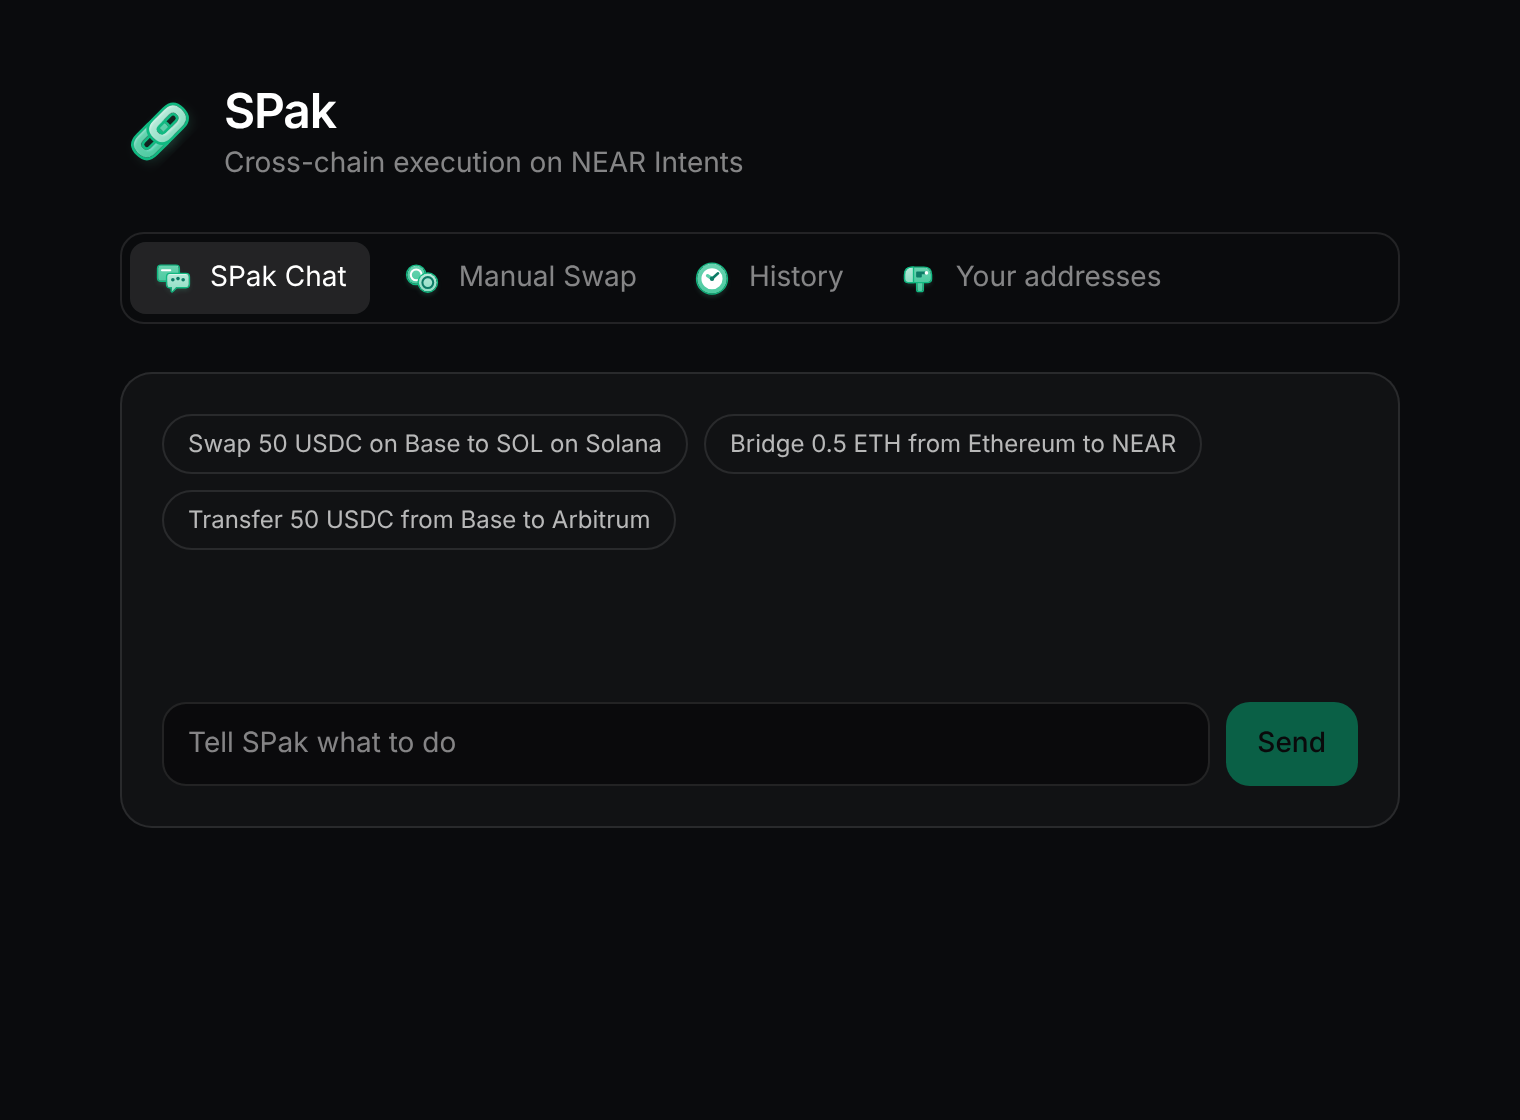 SPak
Cross-chain execution on NEAR Intents
SPak Chat
Manual Swap
History
Your addresses
Swap 50 USDC on Base to SOL on Solana
Bridge 0.5 ETH from Ethereum to NEAR
Transfer 50 USDC from Base to Arbitrum
Tell SPak what to do
Send